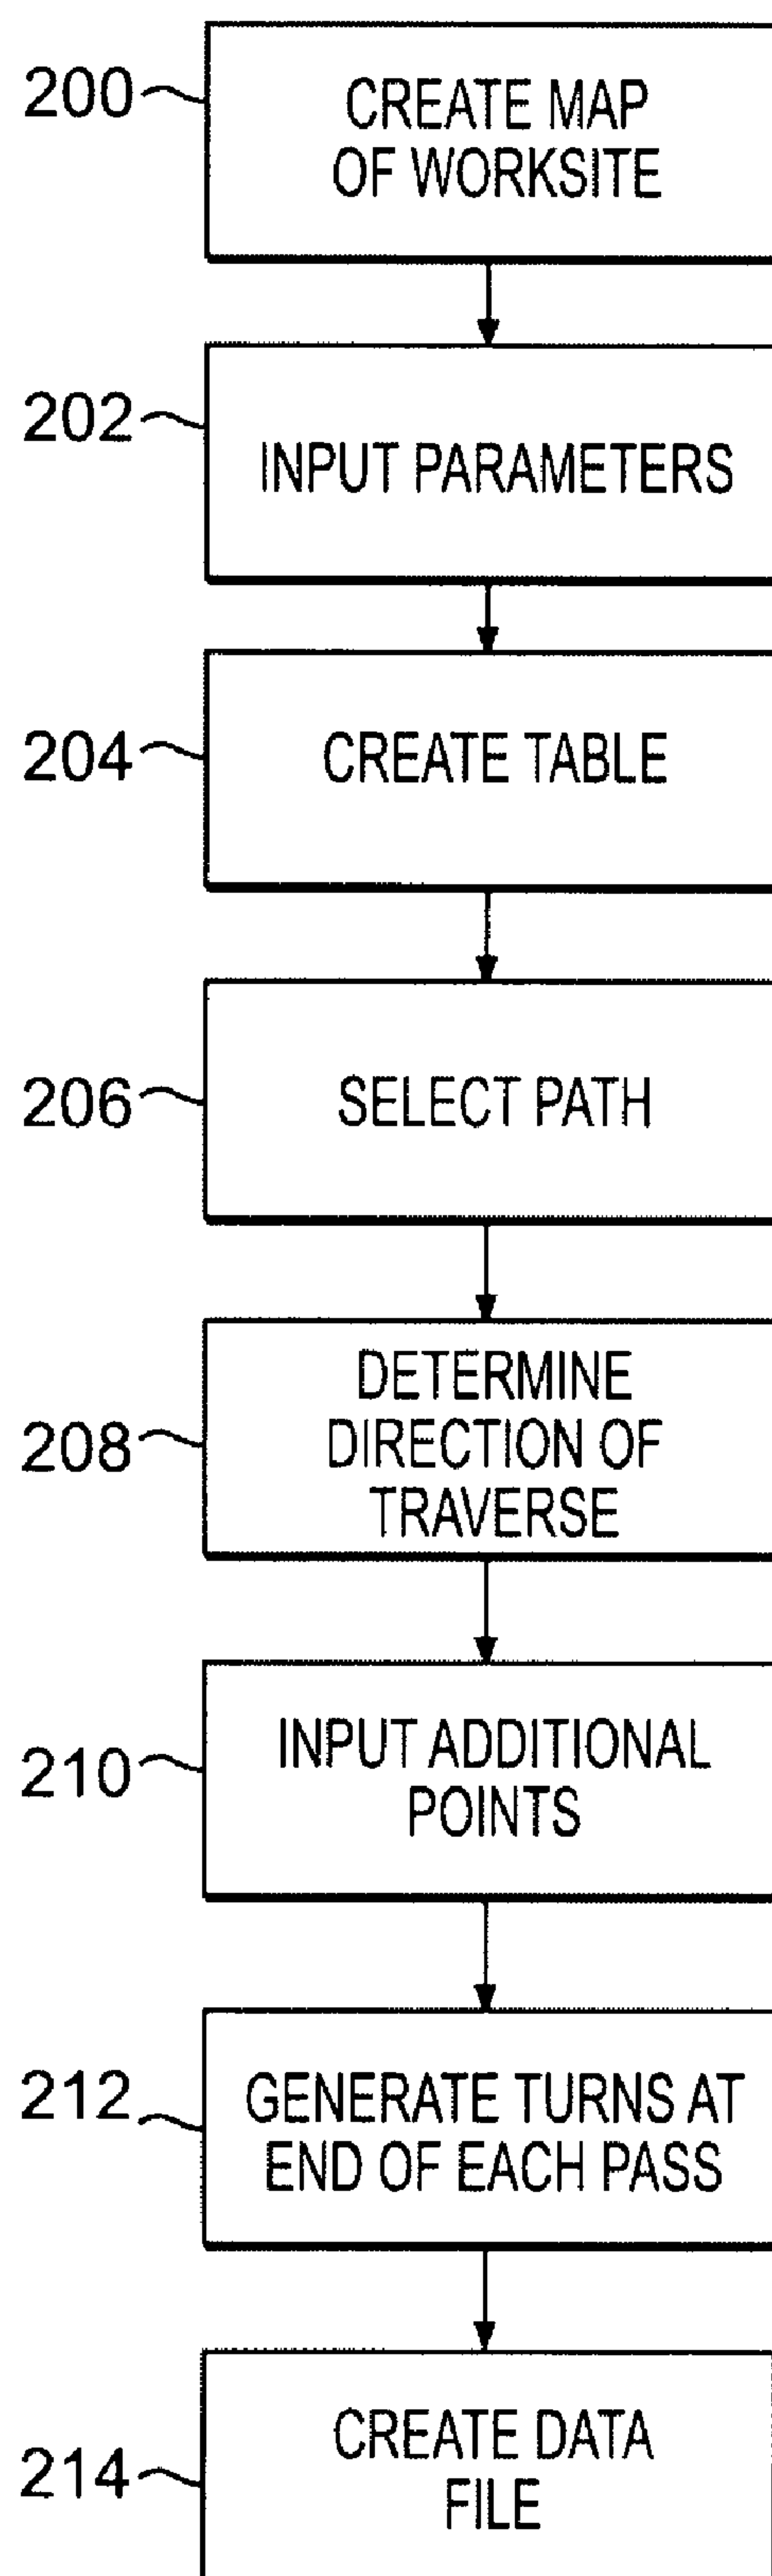 200
CREATE MAP
OF WORKSITE
202
INPUT PARAMETERS
204
CREATE TABLE
206
SELECT PATH
208
DETERMINE
DIRECTION OF
TRAVERSE
210
INPUT ADDITIONAL
POINTS
212
GENERATE TURNS AT
END OF EACH PASS
214
CREATE DATA
FILE